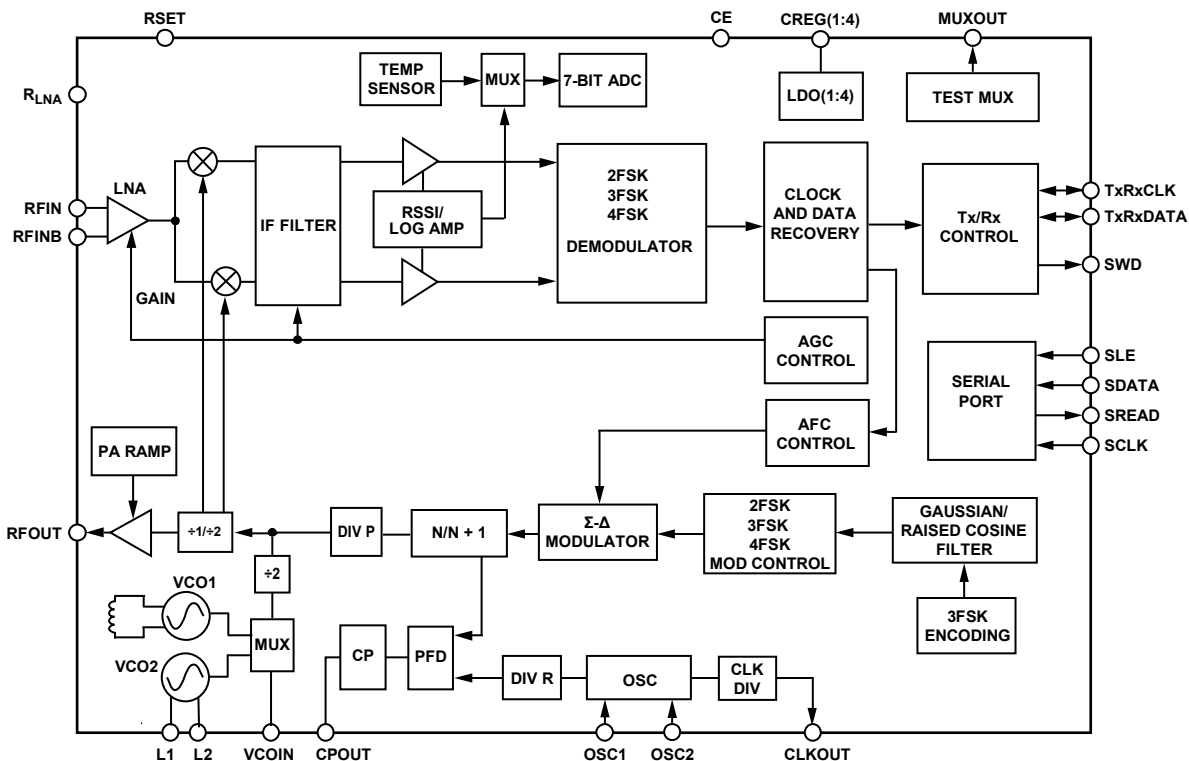 RSET
CE
CREG(1:4)
MUXOUT
RLNA
TEMP
SENSOR
MUX
7-BIT ADC
LDO(1:4)
TEST MUX
LNA
RFIN
RFINB
GAIN
IF FILTER
RSSI/
LOG AMP
2FSK
3FSK
4FSK
DEMODULATOR
CLOCK
AND DATA
RECOVERY
Tx/Rx
CONTROL
TxRxCLK
TxRxDATA
SWD
AGC
CONTROL
SERIAL
PORT
SLE
SDATA
SREAD
SCLK
AFC
CONTROL
PA RAMP
RFOUT
÷1/÷2
DIV P
N/N + 1
Σ-Δ
MODULATOR
2FSK
3FSK
4FSK
MOD CONTROL
GAUSSIAN/
RAISED COSINE
FILTER
÷2
VCO1
VCO2
MUX
CP
PFD
3FSK
ENCODING
DIV R
OSC
CLK
DIV
L1
L2
VCOIN
CPOUT
OSC1
OSC2
CLKOUT